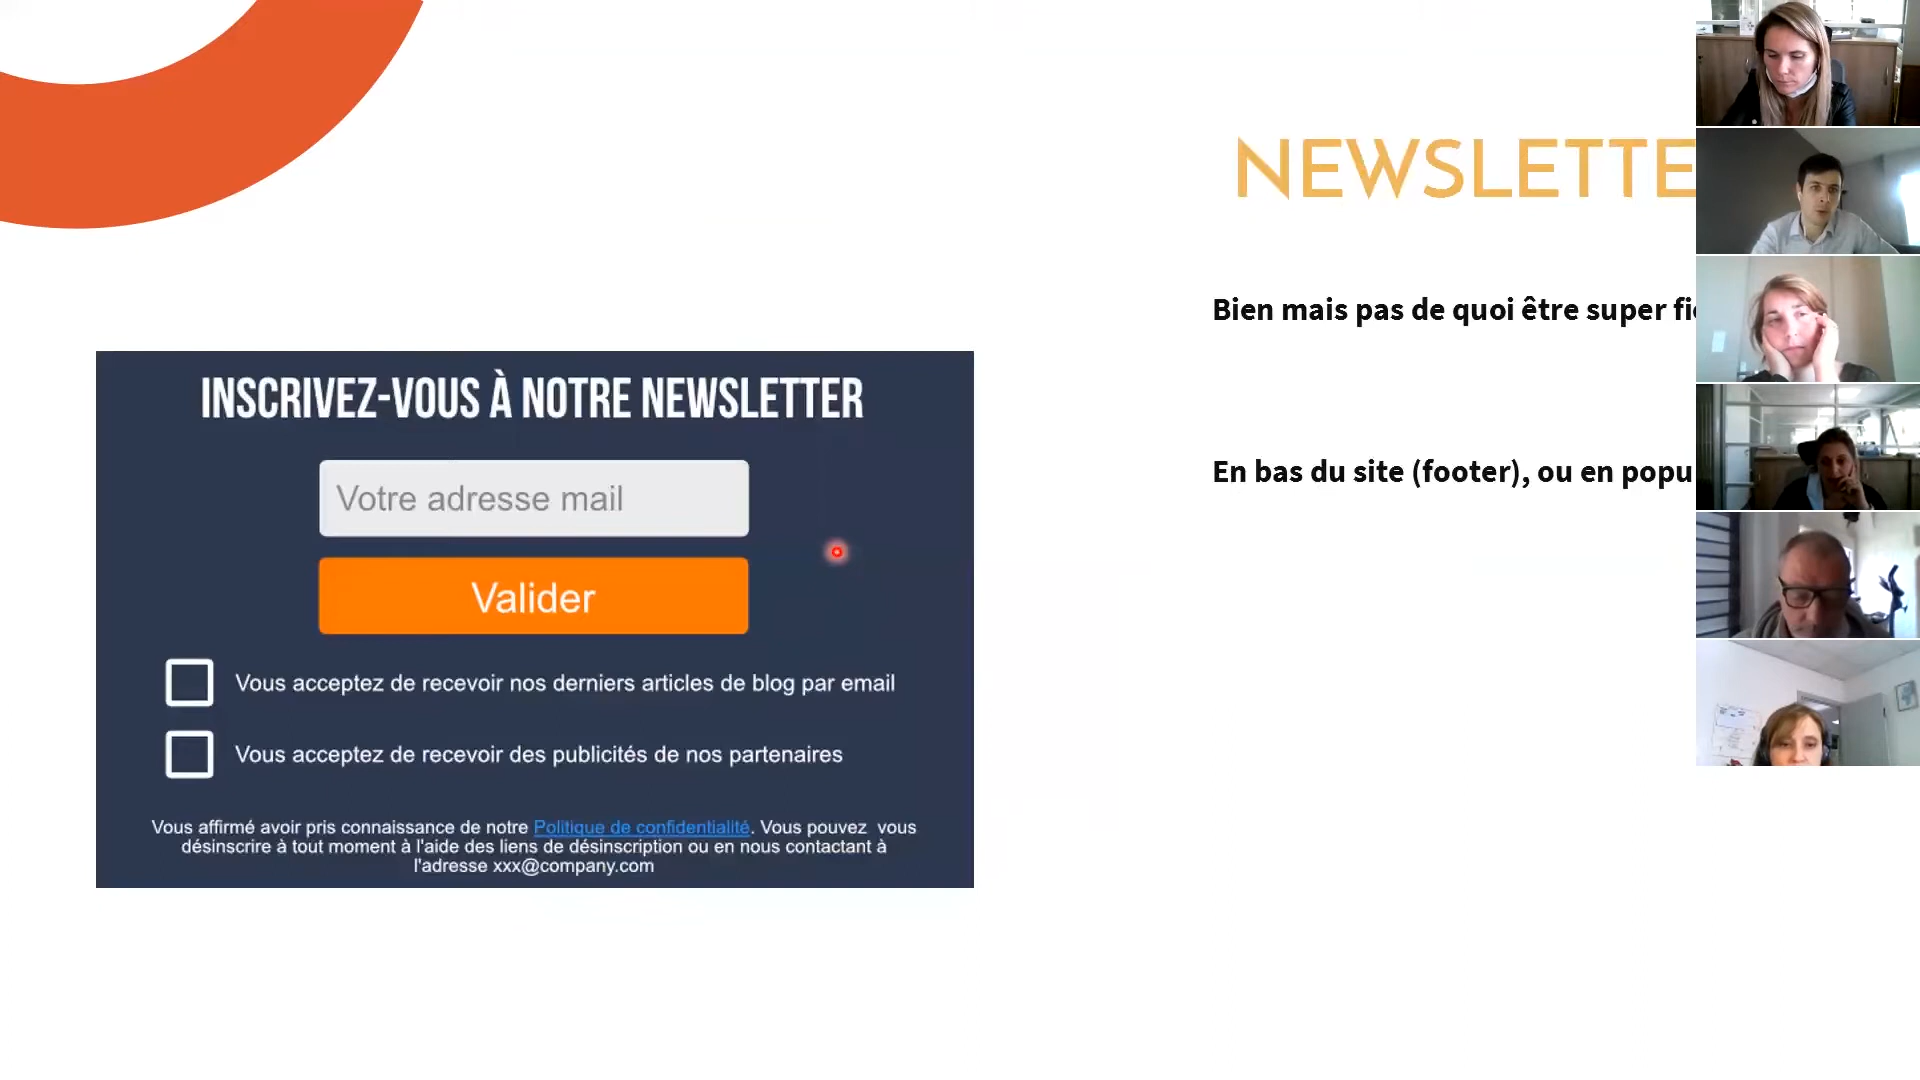 NEWSLETTE
Bien mais pas de quoi être super
En bas du site (footer), ou en popu
INSCRIVEZ-VOUS À NOTRE NEWSLETTER
Votre adresse mail
Valider
Vous acceptez de recevoir nos derniers articles de blog par email
Vous acceptez de recevoir des publicités de nos partenaires
Vous affirmé avoir pris connaissance de notre Politique de confidentialité. Vous pouvez vous
désinscrire à tout moment à l'aide des liens de désinscription ou en nous contactant à
l'adresse xxx@company.com